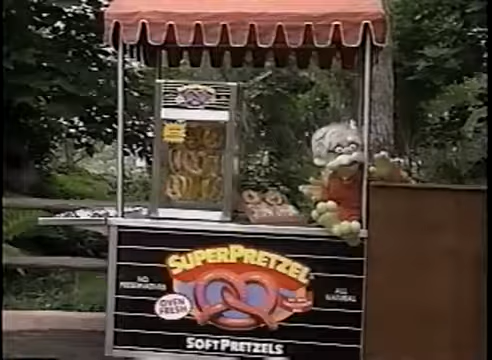 SUPERPRETZEL
NO
PRESERVATIVES
OVEN
FRESH
ALL
NATURAL
SOFT PRETZELS